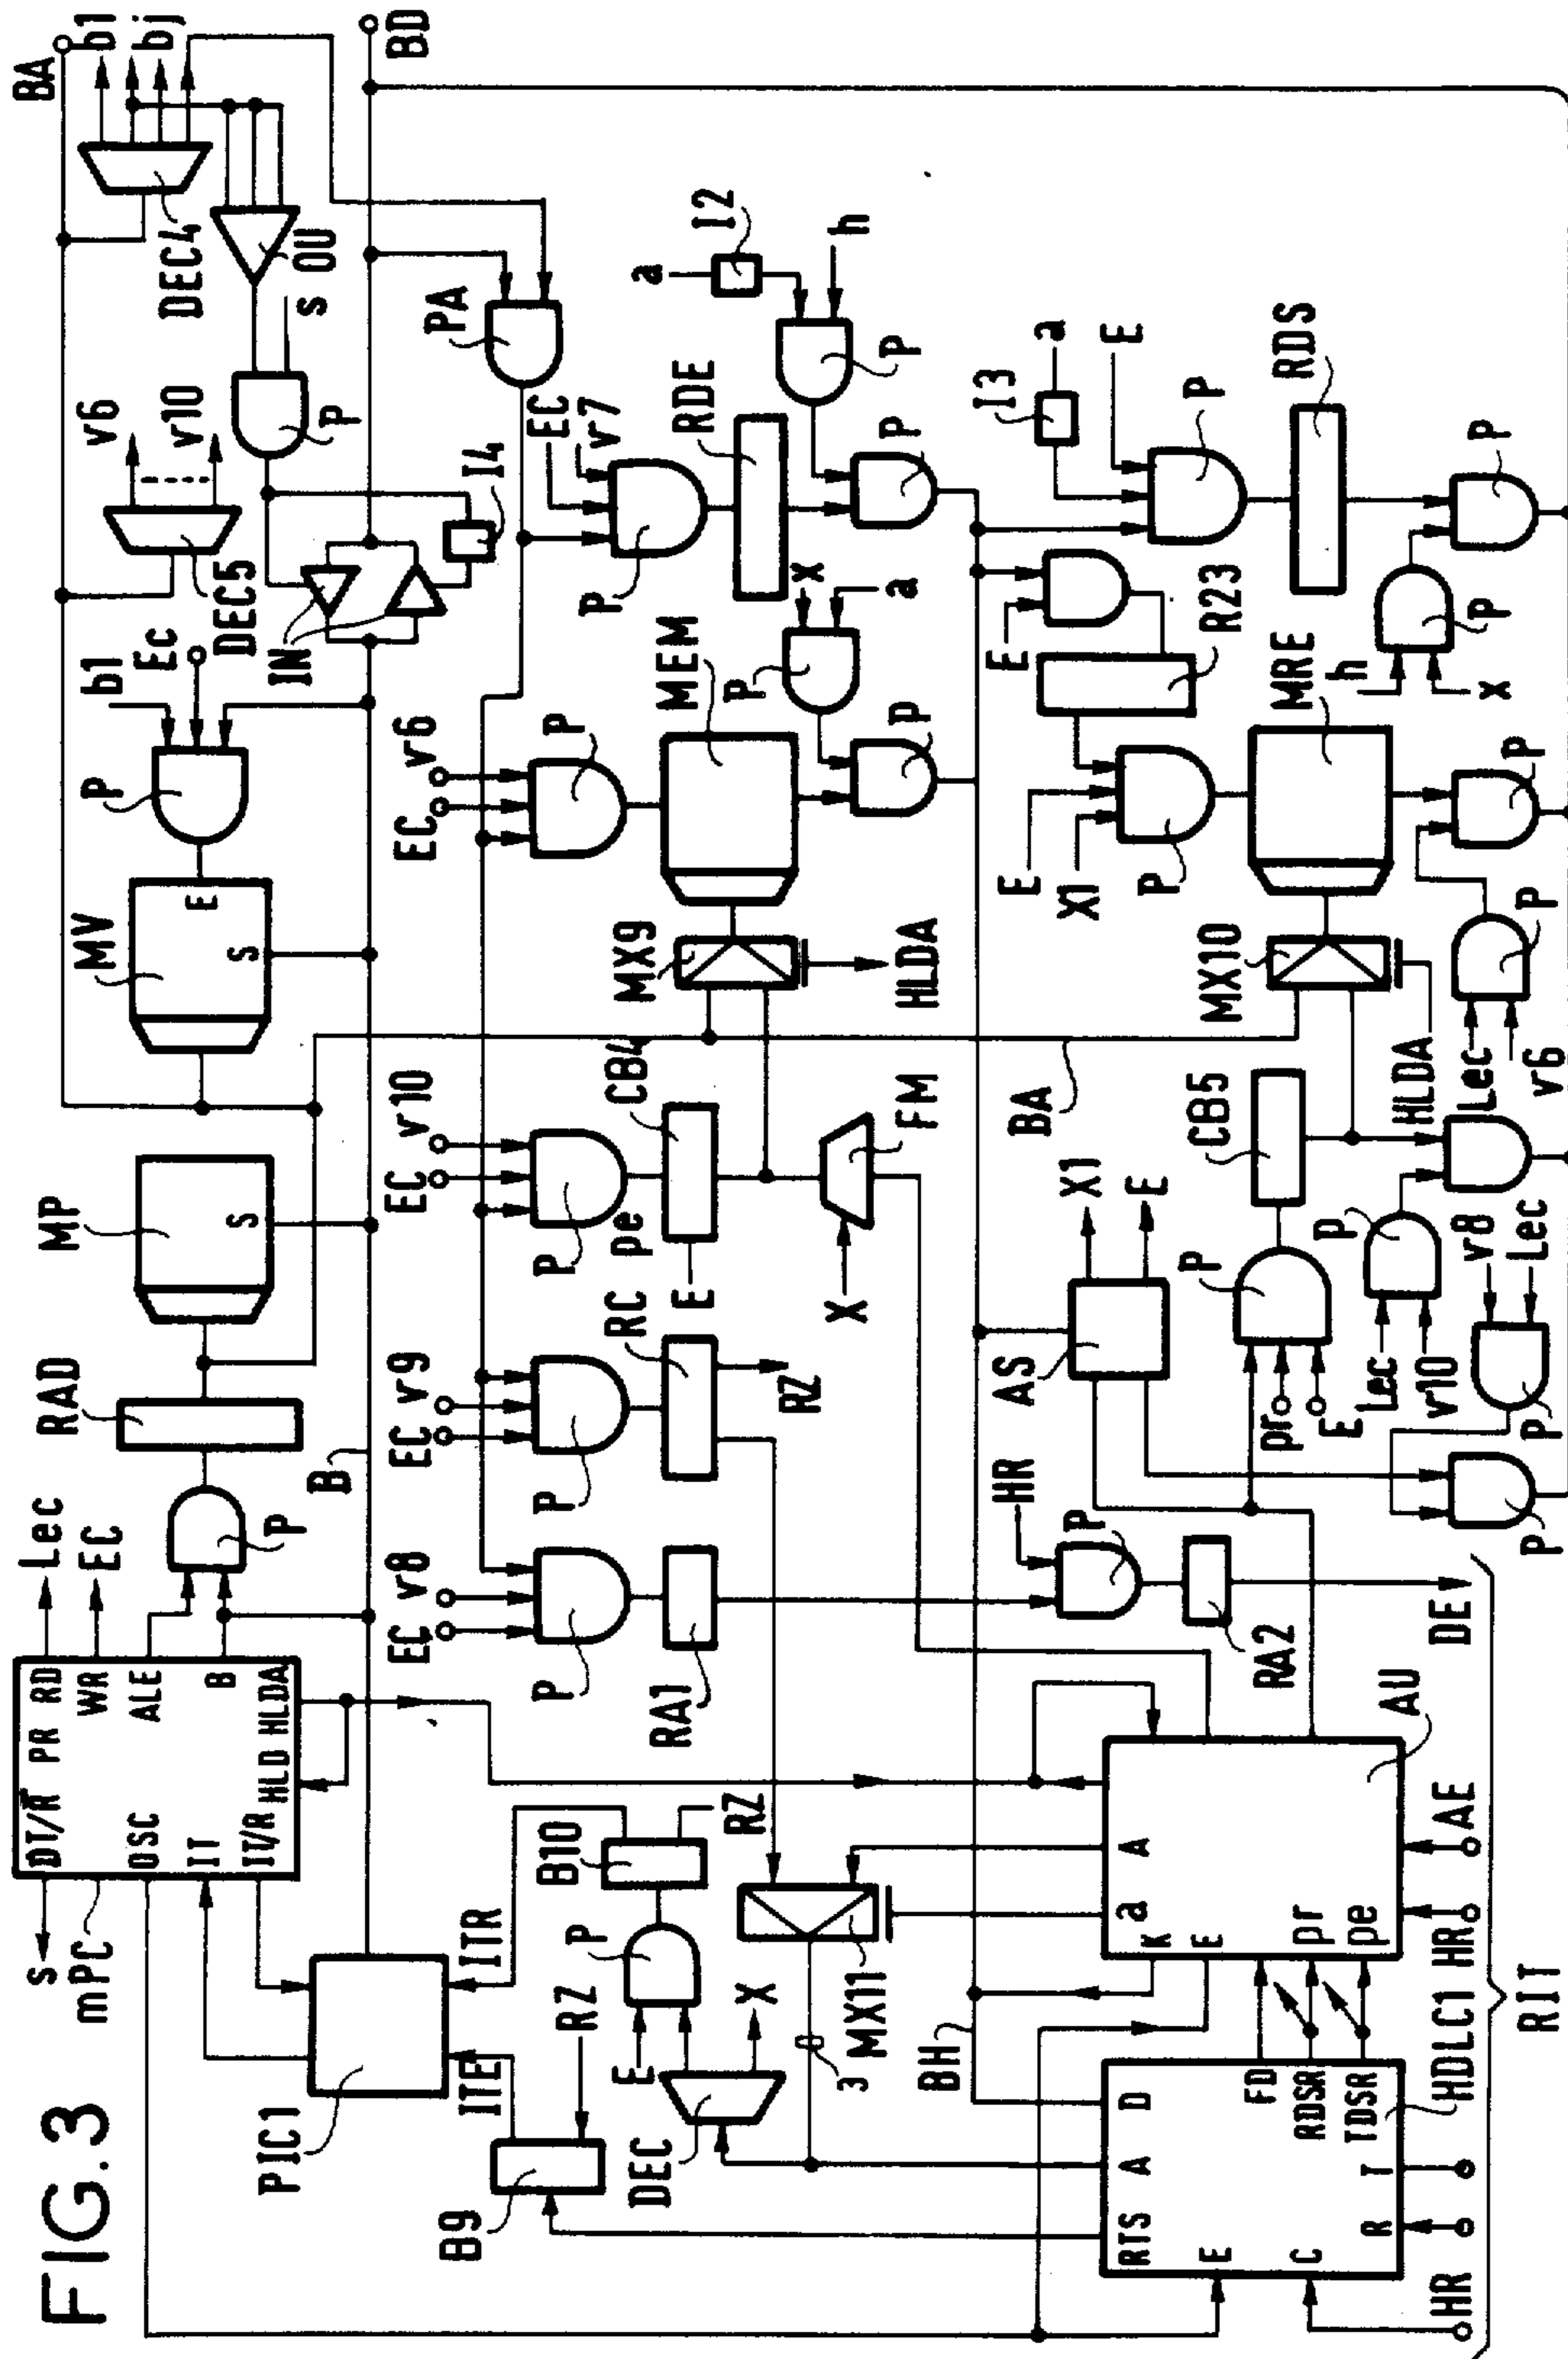 FIG.3
S
mPC
DT/R̅ PR RD
OSC
WR
IT
ALE
IT/R
B
HLD HLDA
Lec
EC
P
RAD
MP
S
MV
E
S
P
b1
Ec
DEC5
v6
v10
P
S
OU
DEC4
BA
b1
bj
BD
B
IN
I4
PA
PIC1
ITE
ITR
B9
RZ
B10
RZ
P
E
DEC
X
3
MX11
EC v8
P
RA1
EC v9
P
RC
RZ
EC v10
P
pe
E
CB4
X
FM
EC v6
P
MEM
MX9
HLDA
EC
v7
P
RDE
x
a
P
P
a
I2
h
P
P
BH
BA
RTS
A
D
E
C
R
T
FD
RDSR
TDSR
HDLC1
HR
a
A
K
E
pr
pe
HRI
IAE
AU
RIT
HR
P
RA2
DE
AS
X1
E
P
pr
E
CB5
Lec
v10
P
v8
Lec
P
P
MX10
HLDA
Lec
v6
P
P
E
X1
P
MRE
E
R23
h
x
P
P
I3
a
E
P
RDS